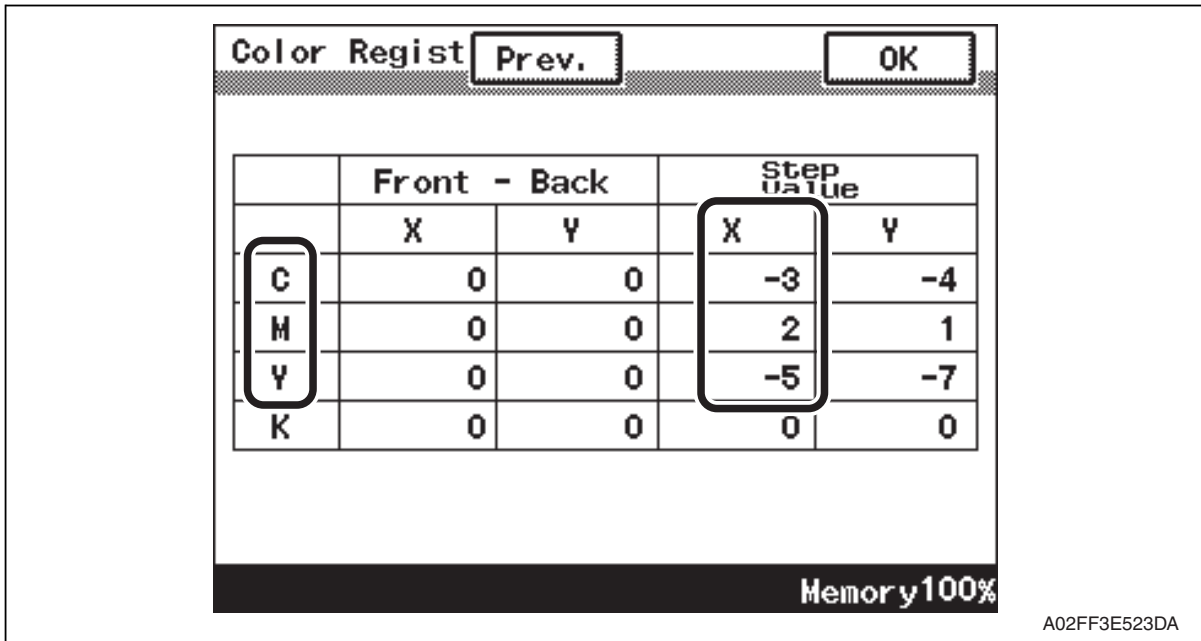 Color Regist Prev. OK
Front - Back Step Value
X Y X Y
C 0 0 -3 -4
M 0 0 2 1
Y 0 0 -5 -7
K 0 0 0 0
Memory100%
A02FF3E523DA